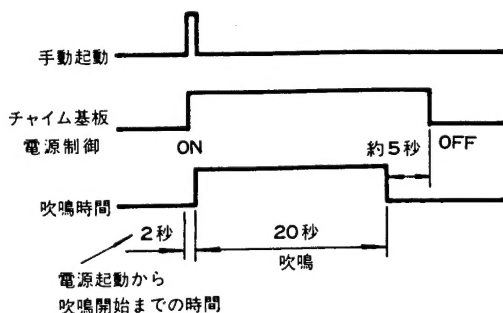 手動起動
チャイム基板
電源制御
ON
約5秒
OFF
吹鳴時間
2秒
20秒
吹鳴
電源起動から
吹鳴開始までの時間